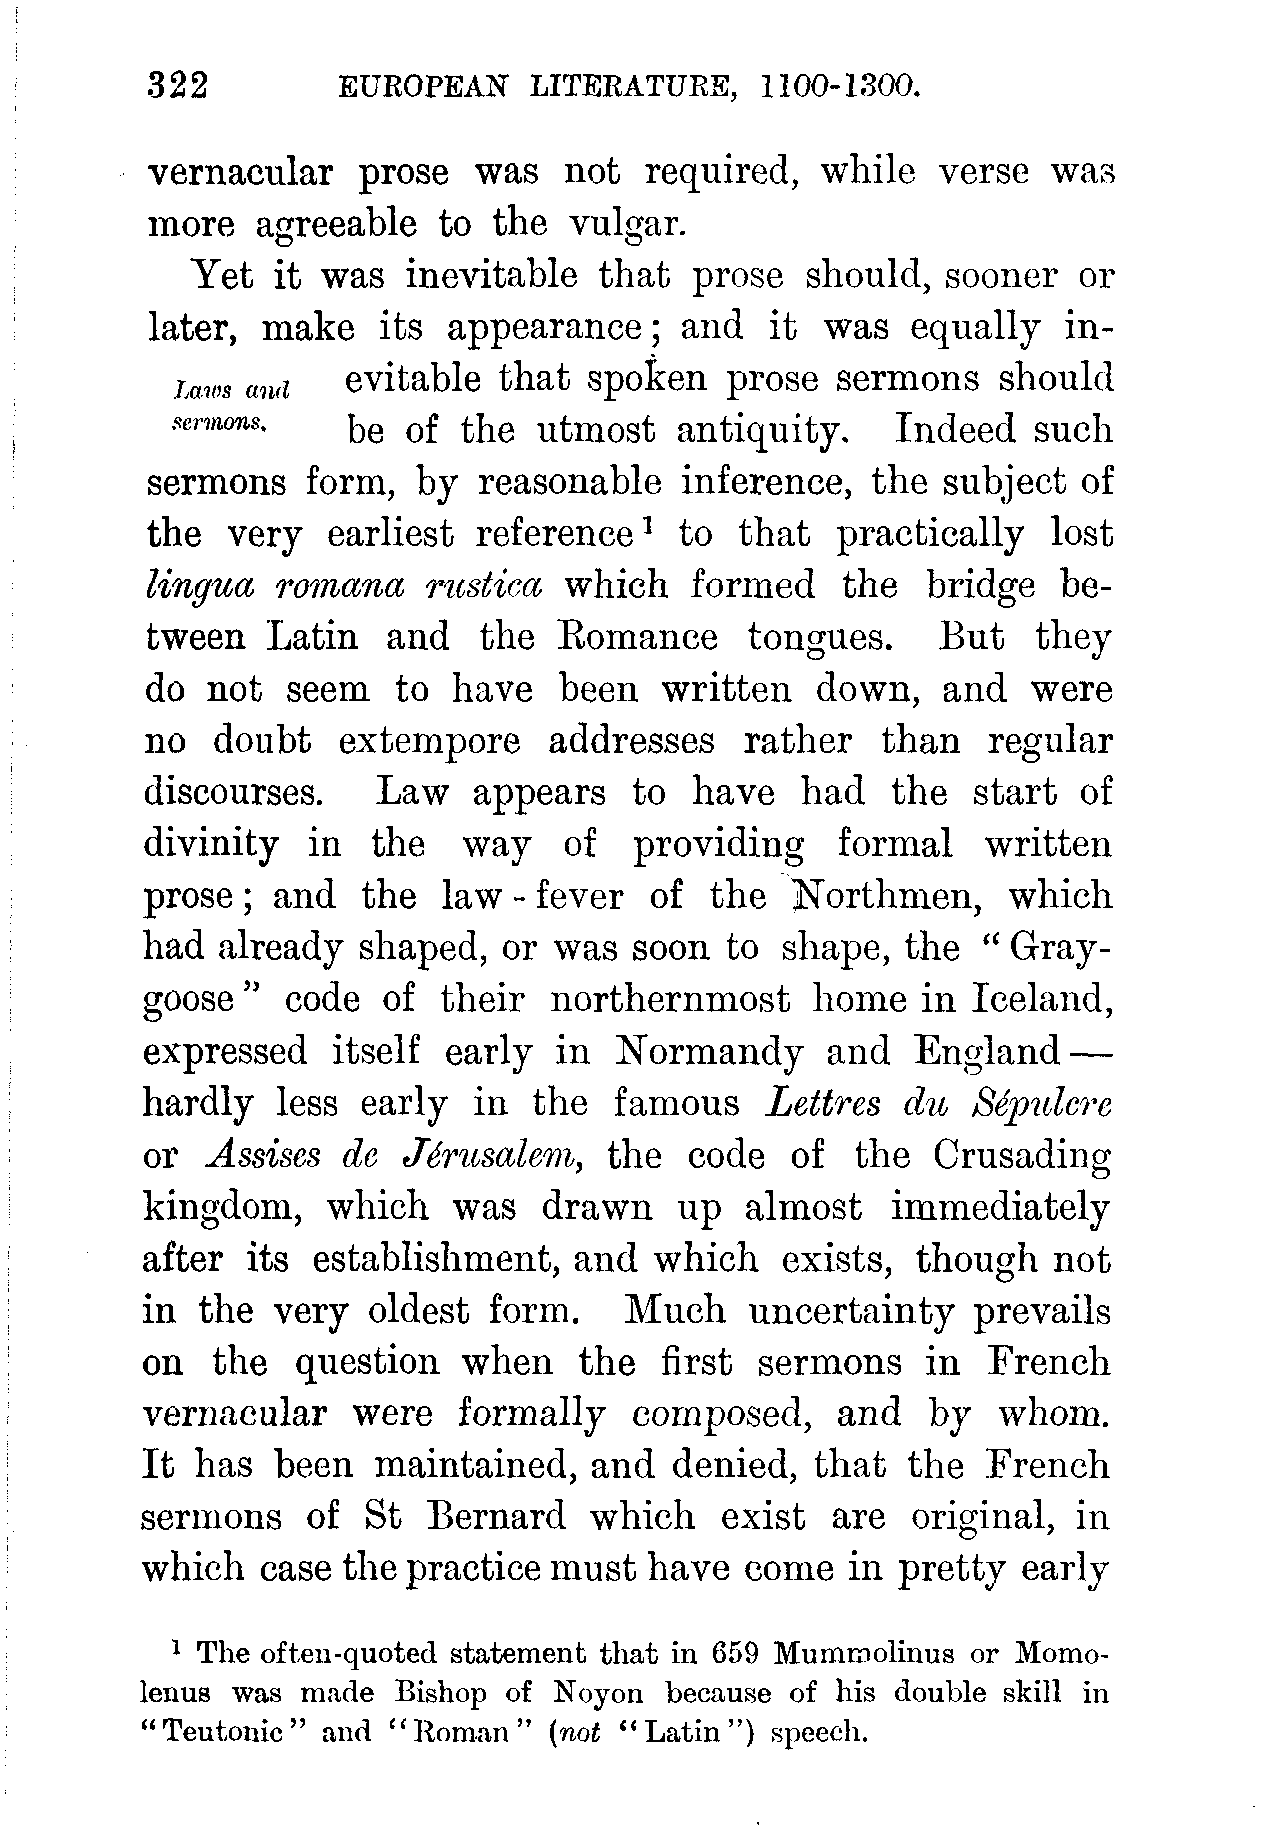 322 EUROPEAN LITERATURE, 1100-1300.
vernacular prose was not required, while verse was
more agreeable to the vulgar.
Yet it was inevitable that prose should, sooner or
later, make its appearance; and it was equally in-
Laws and
sermons.
evitable that spoken prose sermons should
be of the utmost antiquity. Indeed such
sermons form, by reasonable inference, the subject of
the very earliest reference¹ to that practically lost
lingua romana rustica which formed the bridge be-
tween Latin and the Romance tongues. But they
do not seem to have been written down, and were
no doubt extempore addresses rather than regular
discourses. Law appears to have had the start of
divinity in the way of providing formal written
prose; and the law-fever of the Northmen, which
had already shaped, or was soon to shape, the "Gray-
goose" code of their northernmost home in Iceland,
expressed itself early in Normandy and England—
hardly less early in the famous Lettres du Sépulcre
or Assises de Jérusalem, the code of the Crusading
kingdom, which was drawn up almost immediately
after its establishment, and which exists, though not
in the very oldest form. Much uncertainty prevails
on the question when the first sermons in French
vernacular were formally composed, and by whom.
It has been maintained, and denied, that the French
sermons of St Bernard which exist are original, in
which case the practice must have come in pretty early
¹ The often-quoted statement that in 659 Mummolinus or Momo-
lenus was made Bishop of Noyon because of his double skill in
"Teutonic" and "Roman" (not "Latin") speech.